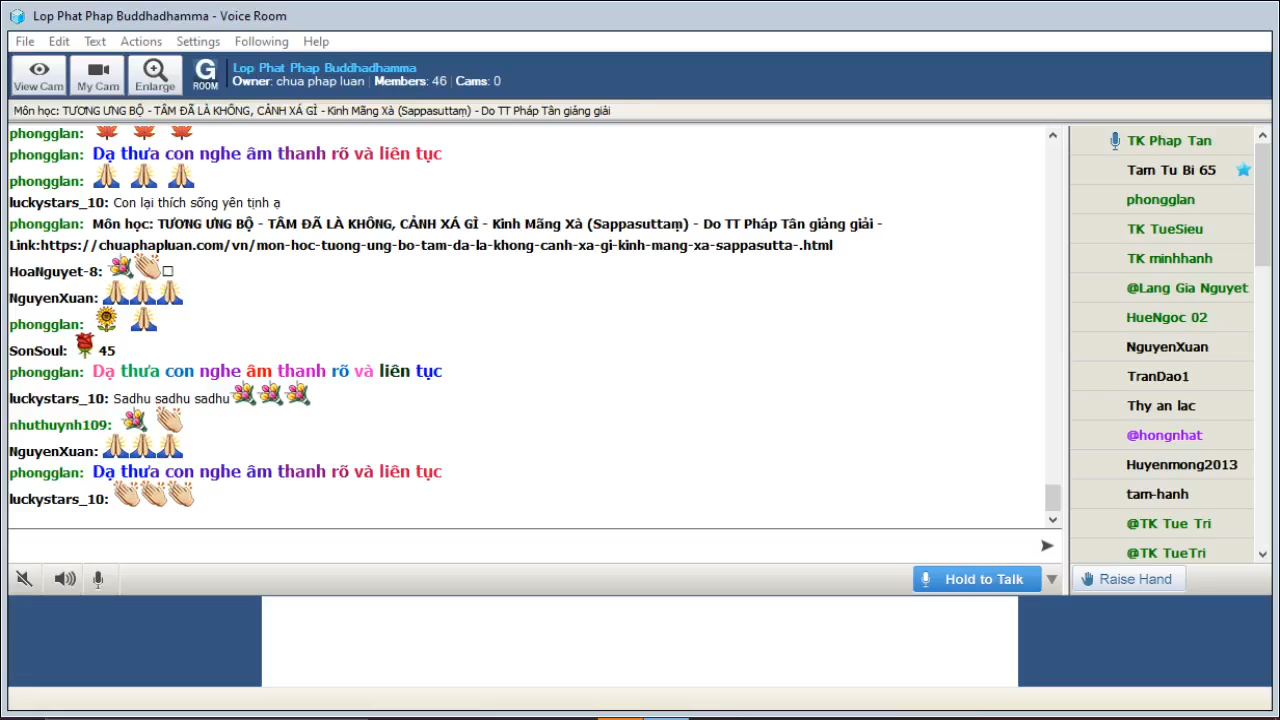 Lop Phat Phap Buddhadhamma - Voice Room
File Edit Text Actions Settings Following Help
View Cam My Cam Enlarge G ROOM
Lop Phat Phap Buddhadhamma
Owner: chua phap luan Members: 46 Cams: 0
Môn học: TƯƠNG ƯNG BỘ - TÂM ĐÃ LÀ KHÔNG, CẢNH XÁ GÌ - Kinh Mãng Xà (Sappasuttaṃ) - Do TT Pháp Tân giảng giải
phongglan:
phongglan: Dạ thưa con nghe âm thanh rõ và liên tục
phongglan:
luckystars_10: Con lại thích sống yên tịnh ạ
phongglan: Môn học: TƯƠNG ƯNG BỘ - TÂM ĐÃ LÀ KHÔNG, CẢNH XÁ GÌ - Kinh Mãng Xà (Sappasuttaṃ) - Do TT Pháp Tân giảng giải -
Link:https://chuaphapluan.com/vn/mon-hoc-tuong-ung-bo-tam-da-la-khong-canh-xa-gi-kinh-mang-xa-sappasutta-.html
HoaNguyet-8:
NguyenXuan:
phongglan:
SonSoul: 45
phongglan: Dạ thưa con nghe âm thanh rõ và liên tục
luckystars_10: Sadhu sadhu sadhu
nhuthuynh109:
NguyenXuan:
phongglan: Dạ thưa con nghe âm thanh rõ và liên tục
luckystars_10:
Hold to Talk
TK Phap Tan
Tam Tu Bi 65
phongglan
TK TueSieu
TK minhhanh
@Lang Gia Nguyet
HueNgoc 02
NguyenXuan
TranDao1
Thy an lac
@hongnhat
Huyenmong2013
tam-hanh
@TK Tue Tri
@TK TueTri
Raise Hand